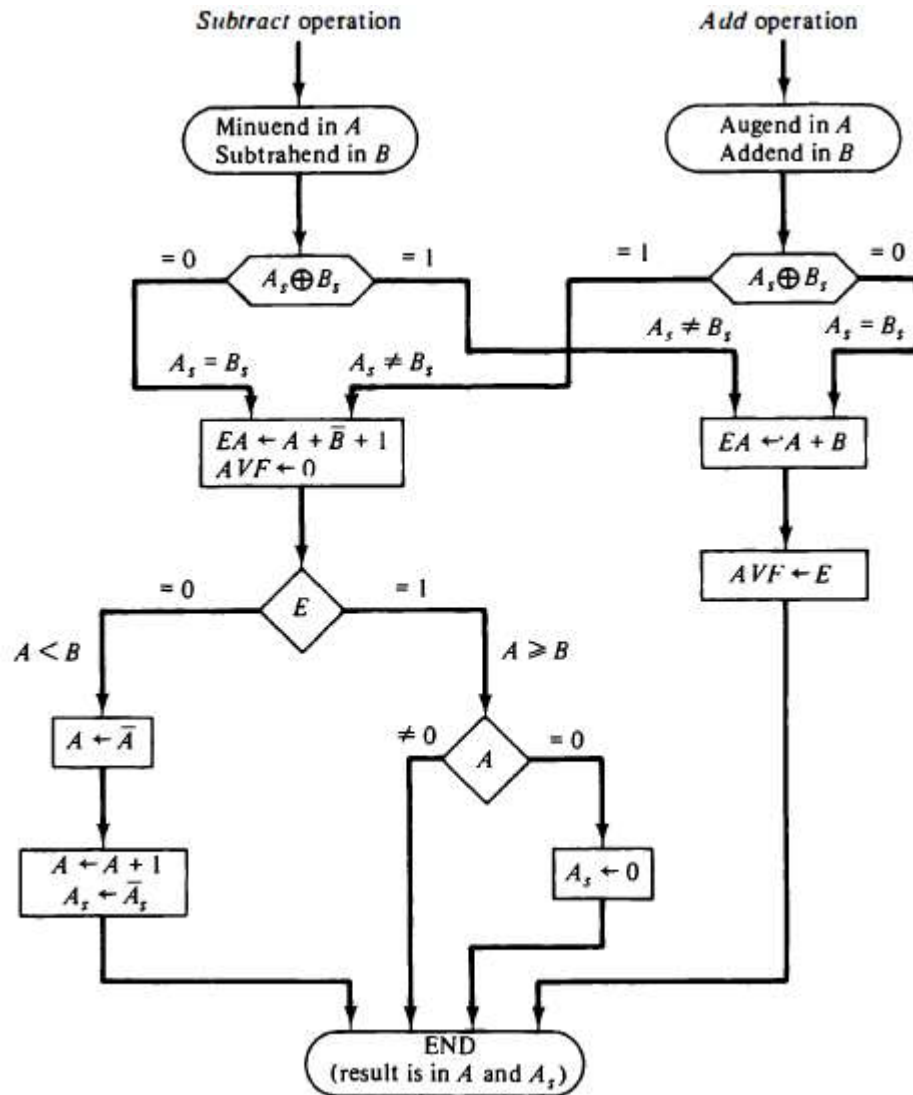 Subtract operation
Add operation
Minuend in A
Subtrahend in B
Augend in A
Addend in B
= 0
A_s ⊕ B_s
= 1
= 1
A_s ⊕ B_s
= 0
A_s = B_s
A_s ≠ B_s
A_s ≠ B_s
A_s = B_s
EA ← A + B̅ + 1
AVF ← 0
EA ← A + B
AVF ← E
= 0
E
= 1
A < B
A ⩾ B
A ← A̅
≠ 0
A
= 0
A ← A + 1
A_s ← A̅_s
A_s ← 0
END
(result is in A and A_s)